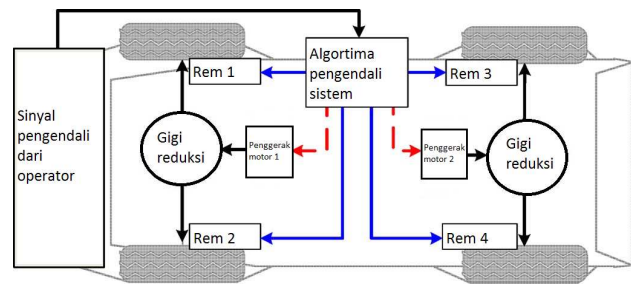 Sinyal
pengendali
dari
operator
Rem 1
Algortima
pengendali
sistem
Rem 3
Gigi
reduksi
Penggerak
motor 1
Penggerak
motor 2
Gigi
reduksi
Rem 2
Rem 4